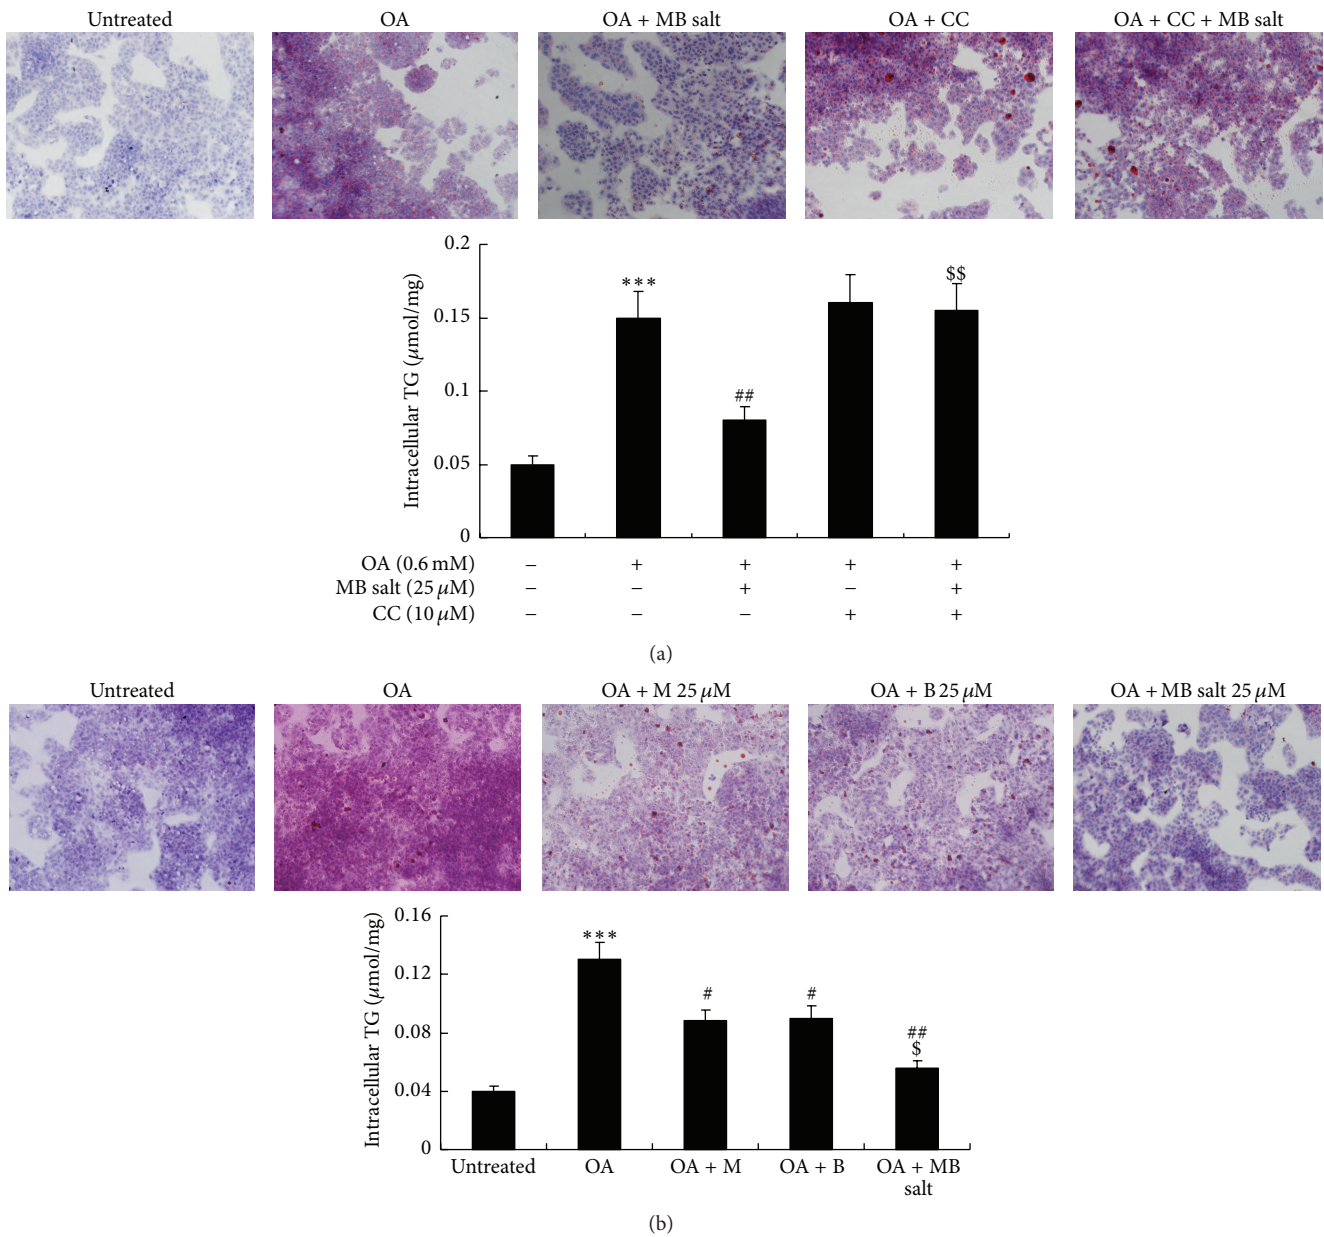 Untreated OA OA + MB salt OA + CC OA + CC + MB salt
Intracellular TG (μmol/mg)
0.2
0.15
0.1
0.05
0
***
##
$$
OA (0.6 mM) − + + + +
MB salt (25 μM) − − + − +
CC (10 μM) − − − + +
(a)
Untreated OA OA + M 25 μM OA + B 25 μM OA + MB salt 25 μM
Intracellular TG (μmol/mg)
0.16
0.12
0.08
0.04
0
***
#
#
##
$
Untreated OA OA + M OA + B OA + MB
salt
(b)